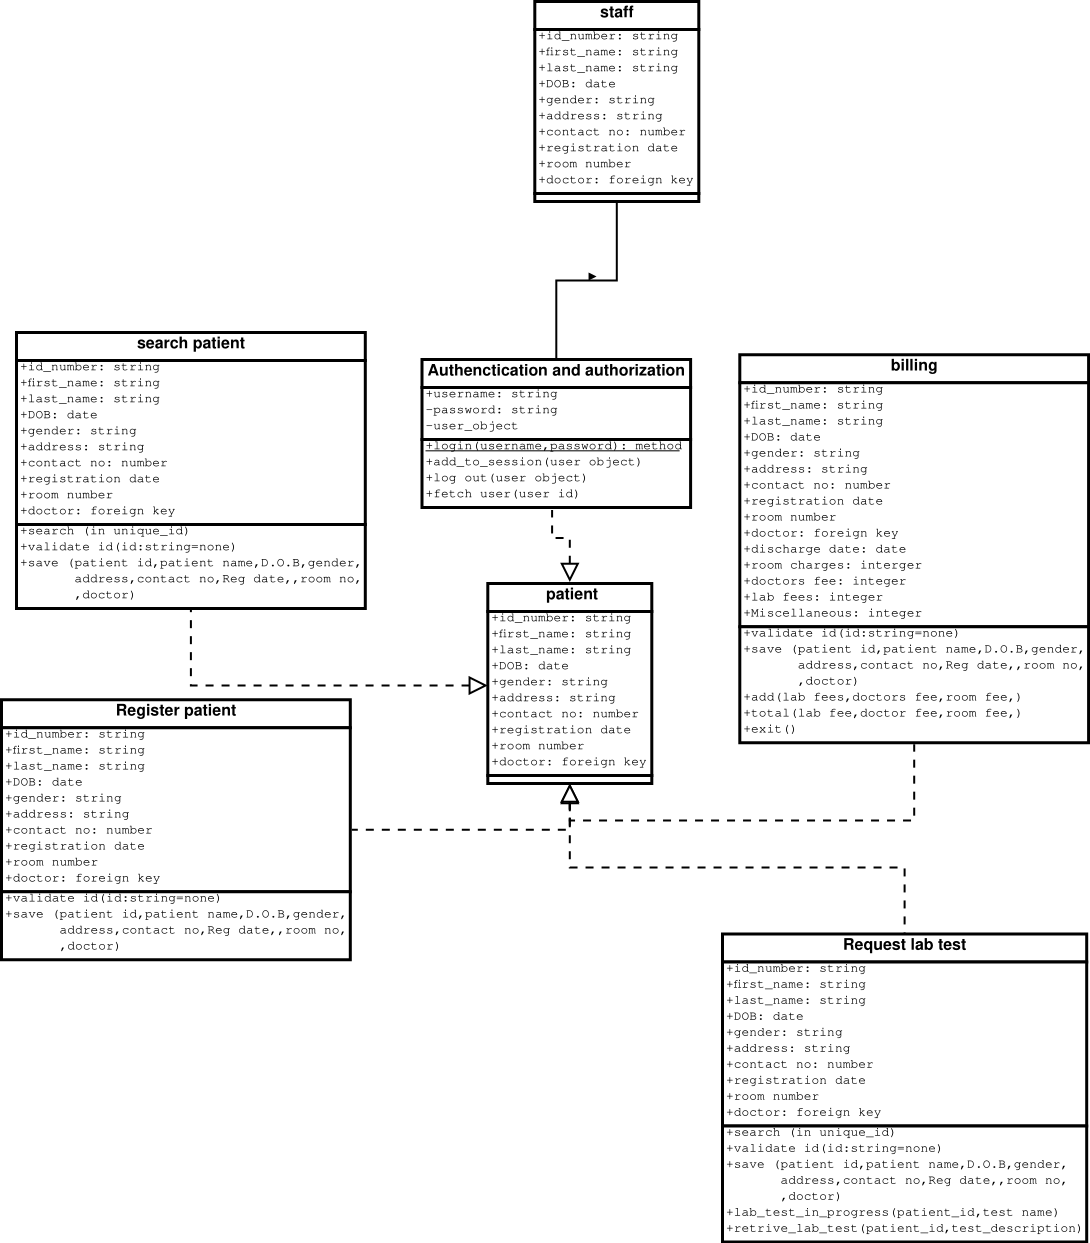 staff
+id_number: string
+first_name: string
+last_name: string
+DOB: date
+gender: string
+address: string
+contact no: number
+registration date
+room number
+doctor: foreign key
search patient
+id_number: string
+first_name: string
+last_name: string
+DOB: date
+gender: string
+address: string
+contact no: number
+registration date
+room number
+doctor: foreign key
+search (in unique_id)
+validate id(id:string=none)
+save (patient id,patient name,D.O.B,gender,
address,contact no,Reg date,,room no,
,doctor)
Authenctication and authorization
+username: string
-password: string
-user_object
+login(username,password): method
+add_to_session(user object)
+log out(user object)
+fetch user(user id)
billing
+id_number: string
+first_name: string
+last_name: string
+DOB: date
+gender: string
+address: string
+contact no: number
+registration date
+room number
+doctor: foreign key
+discharge date: date
+room charges: interger
+doctors fee: integer
+lab fees: integer
+Miscellaneous: integer
+validate id(id:string=none)
+save (patient id,patient name,D.O.B,gender,
address,contact no,Reg date,,room no,
,doctor)
+add(lab fees,doctors fee,room fee,)
+total(lab fee,doctor fee,room fee,)
+exit()
patient
+id_number: string
+first_name: string
+last_name: string
+DOB: date
+gender: string
+address: string
+contact no: number
+registration date
+room number
+doctor: foreign key
Register patient
+id_number: string
+first_name: string
+last_name: string
+DOB: date
+gender: string
+address: string
+contact no: number
+registration date
+room number
+doctor: foreign key
+validate id(id:string=none)
+save (patient id,patient name,D.O.B,gender,
address,contact no,Reg date,,room no,
,doctor)
Request lab test
+id_number: string
+first_name: string
+last_name: string
+DOB: date
+gender: string
+address: string
+contact no: number
+registration date
+room number
+doctor: foreign key
+search (in unique_id)
+validate id(id:string=none)
+save (patient id,patient name,D.O.B,gender,
address,contact no,Reg date,,room no,
,doctor)
+lab_test_in_progress(patient_id,test name)
+retrive_lab_test(patient_id,test_description)